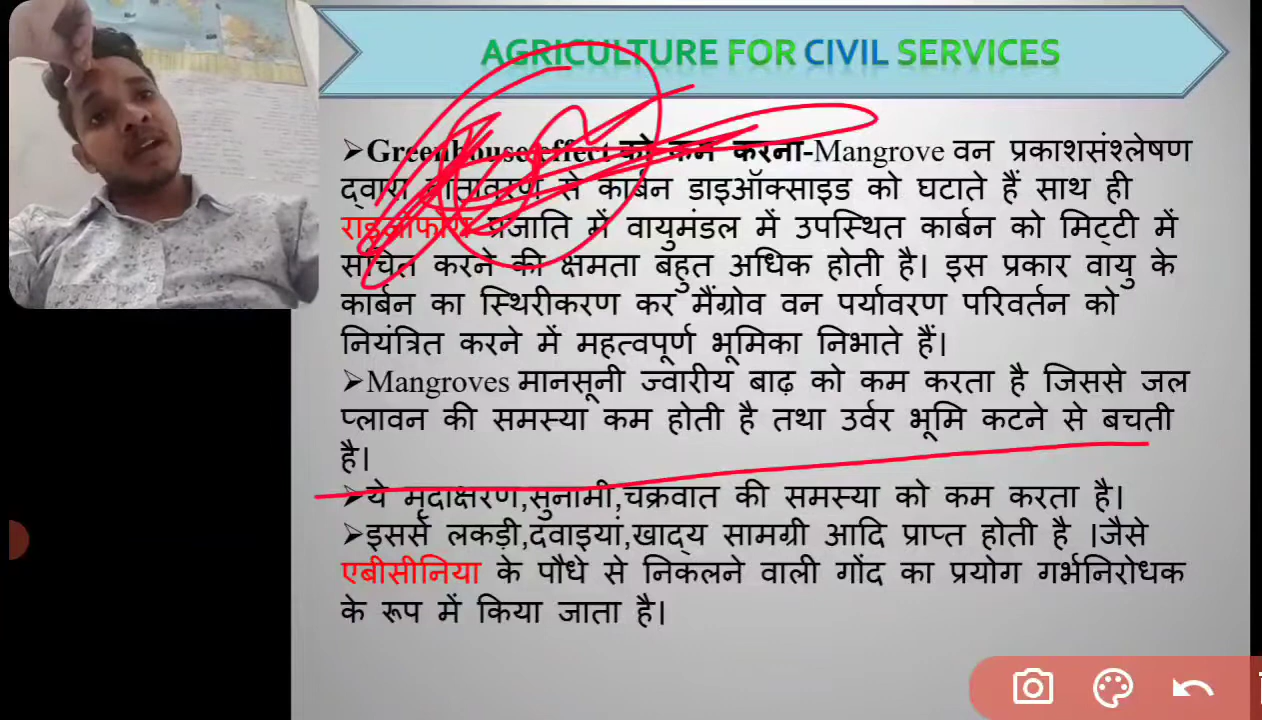 AGRICULTURE FOR CIVIL SERVICES
➢Greenhouse effect को कम करना-Mangrove वन प्रकाशसंश्लेषण
द्वारा वातावरण से कार्बन डाइऑक्साइड को घटाते हैं साथ ही
राइजोफोरा प्रजाति में वायुमंडल में उपस्थित कार्बन को मिट्टी में
संचित करने की क्षमता बहुत अधिक होती है। इस प्रकार वायु के
कार्बन का स्थिरीकरण कर मैंग्रोव वन पर्यावरण परिवर्तन को
नियंत्रित करने में महत्वपूर्ण भूमिका निभाते हैं।
➢Mangroves मानसूनी ज्वारीय बाढ़ को कम करता है जिससे जल
प्लावन की समस्या कम होती है तथा उर्वर भूमि कटने से बचती
है।
➢ये मृदाक्षरण,सुनामी,चक्रवात की समस्या को कम करता है।
➢इससे लकड़ी,दवाइयां,खाद्य सामग्री आदि प्राप्त होती है ।जैसे
एबीसीनिया के पौधे से निकलने वाली गोंद का प्रयोग गर्भनिरोधक
के रूप में किया जाता है।